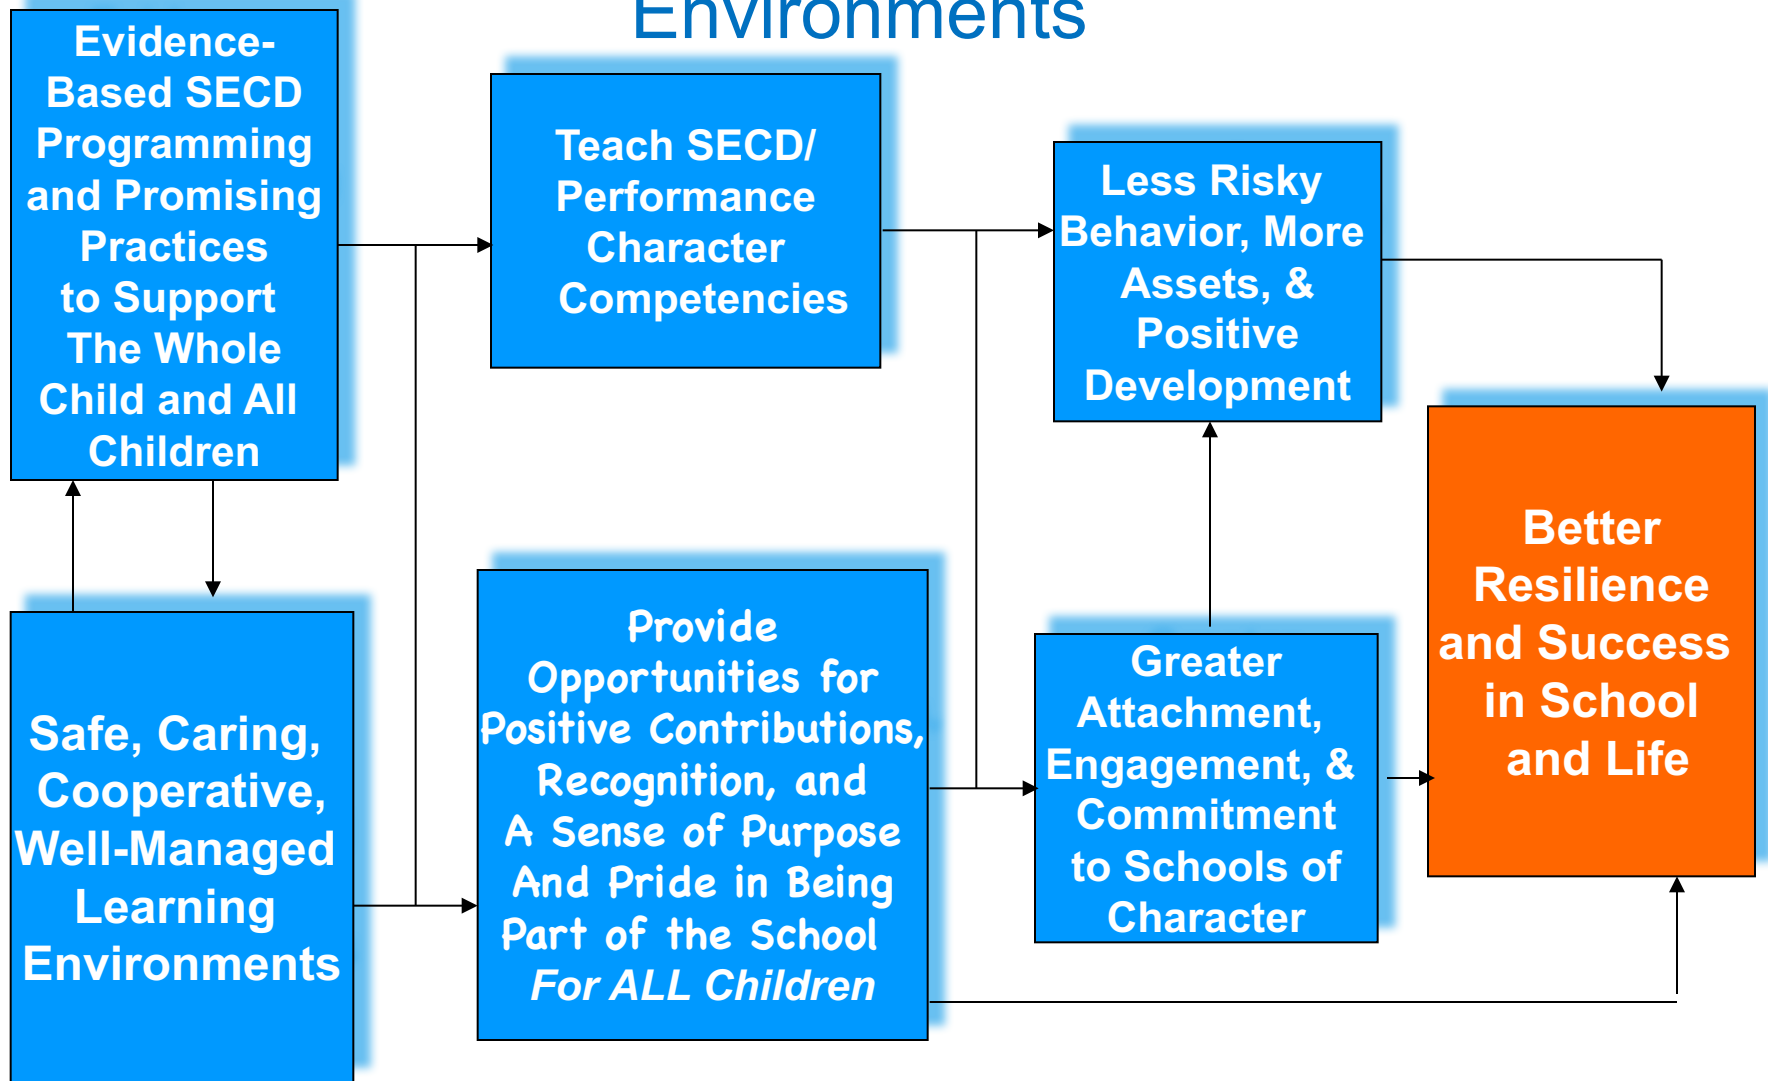 Environments
Evidence-
Based SECD
Programming
and Promising
Practices
to Support
The Whole
Child and All
Children
Teach SECD/
Performance
Character
Competencies
Less Risky
Behavior, More
Assets, &
Positive
Development
Better
Resilience
and Success
in School
and Life
Safe, Caring,
Cooperative,
Well-Managed
Learning
Environments
Provide
Opportunities for
Positive Contributions,
Recognition, and
A Sense of Purpose
And Pride in Being
Part of the School
For ALL Children
Greater
Attachment,
Engagement, &
Commitment
to Schools of
Character